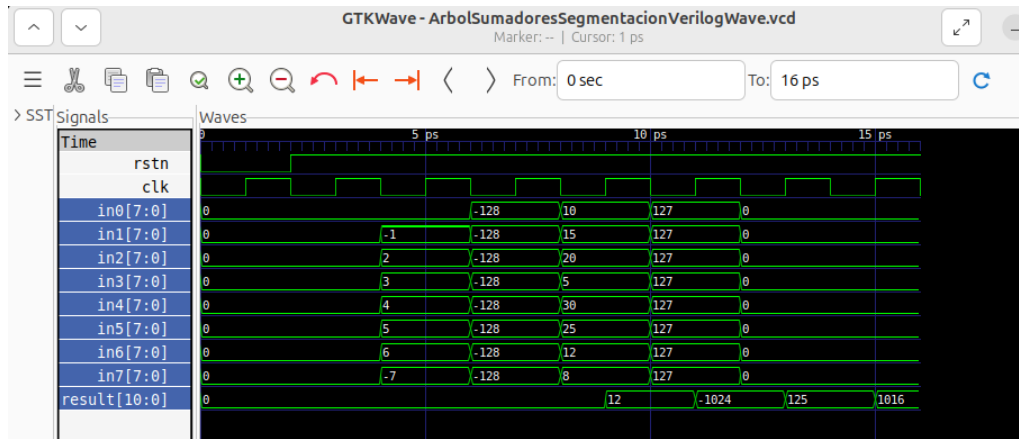 GTKWave - ArbolSumadoresSegmentacionVerilogWave.vcd
Marker: -- | Cursor: 1 ps
From: 0 sec To: 16 ps
> SST Signals Waves
Time 0 5 ps 10 ps 15 ps
rstn
clk
in0[7:0] 0 -128 10 127 0
in1[7:0] 0 -1 -128 15 127 0
in2[7:0] 0 2 -128 20 127 0
in3[7:0] 0 3 -128 5 127 0
in4[7:0] 0 4 -128 30 127 0
in5[7:0] 0 5 -128 25 127 0
in6[7:0] 0 6 -128 12 127 0
in7[7:0] 0 -7 -128 8 127 0
result[10:0] 0 12 -1024 125 1016